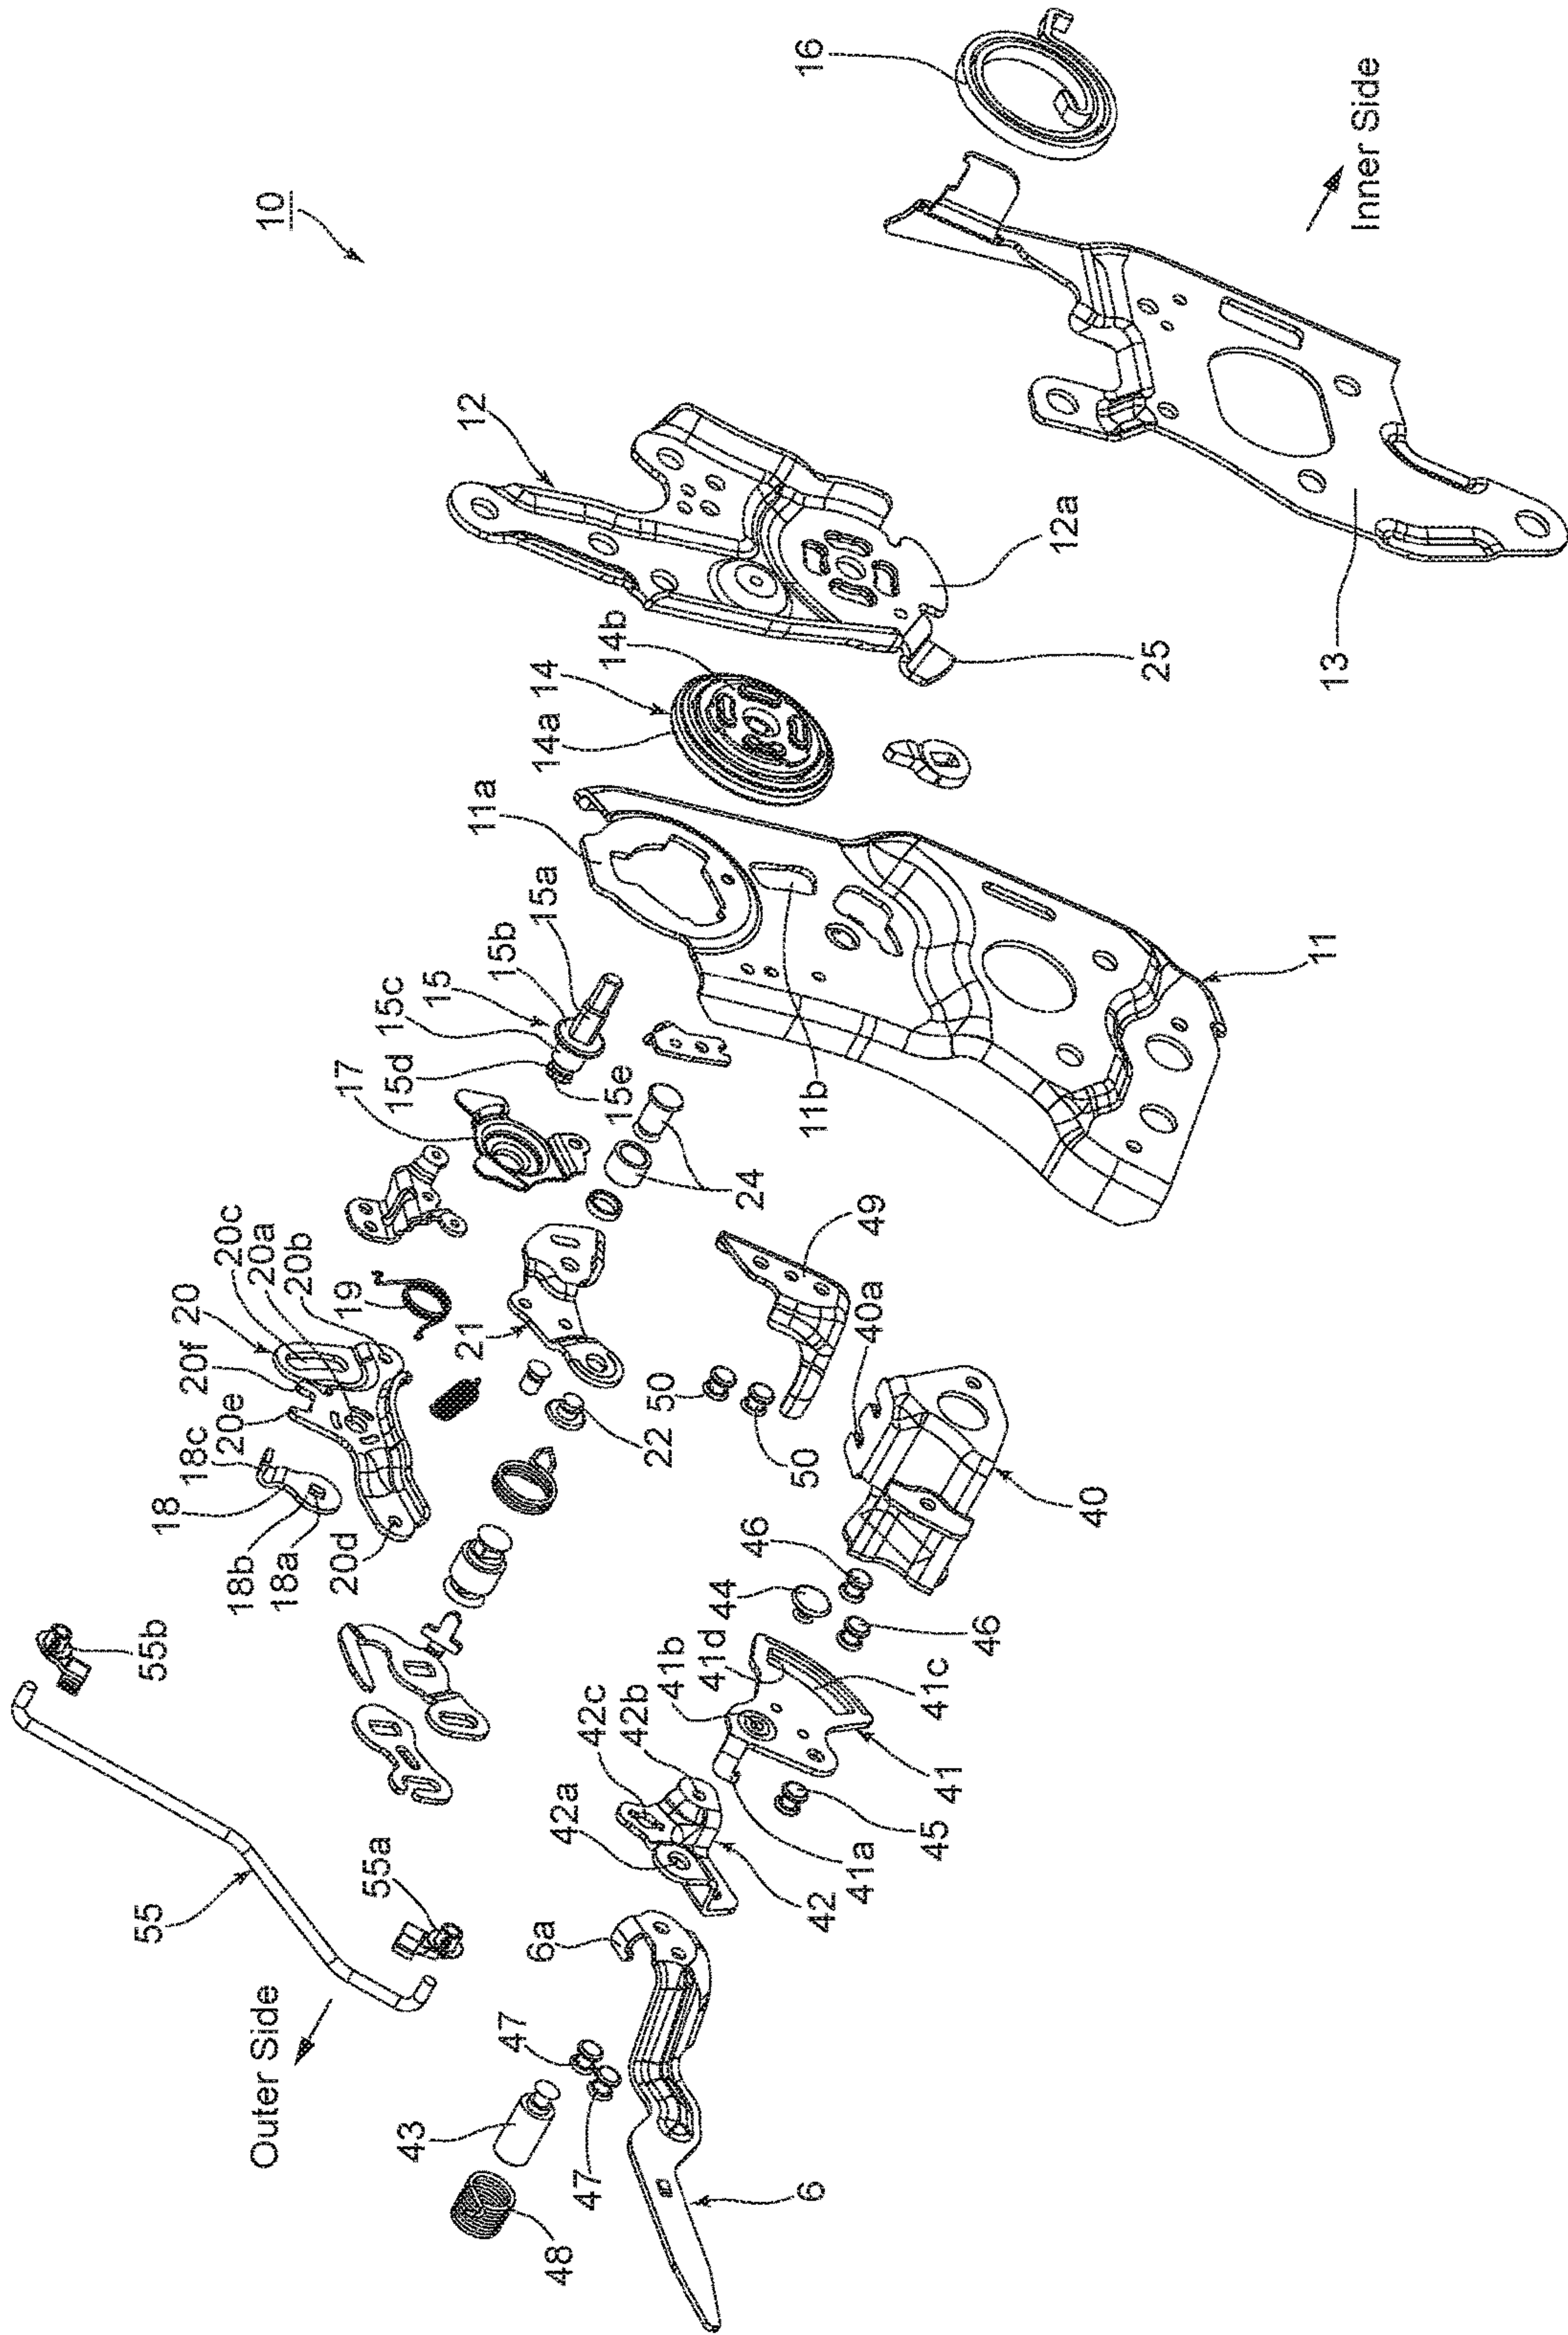 10
16
Inner Side
12
12a
25
13
14b
14
14a
11a
15a
15b
15
15c
15d
15e
17
11b
11
24
20c
20a
20b
20
20f
20e
19
18c
18
18b
18a
20d
21
22
49
50
50
40a
40
46
46
44
41b
41d
41c
41
41a
45
42c
42b
42a
42
55b
55
55a
Outer Side
6a
47
47
43
48
6